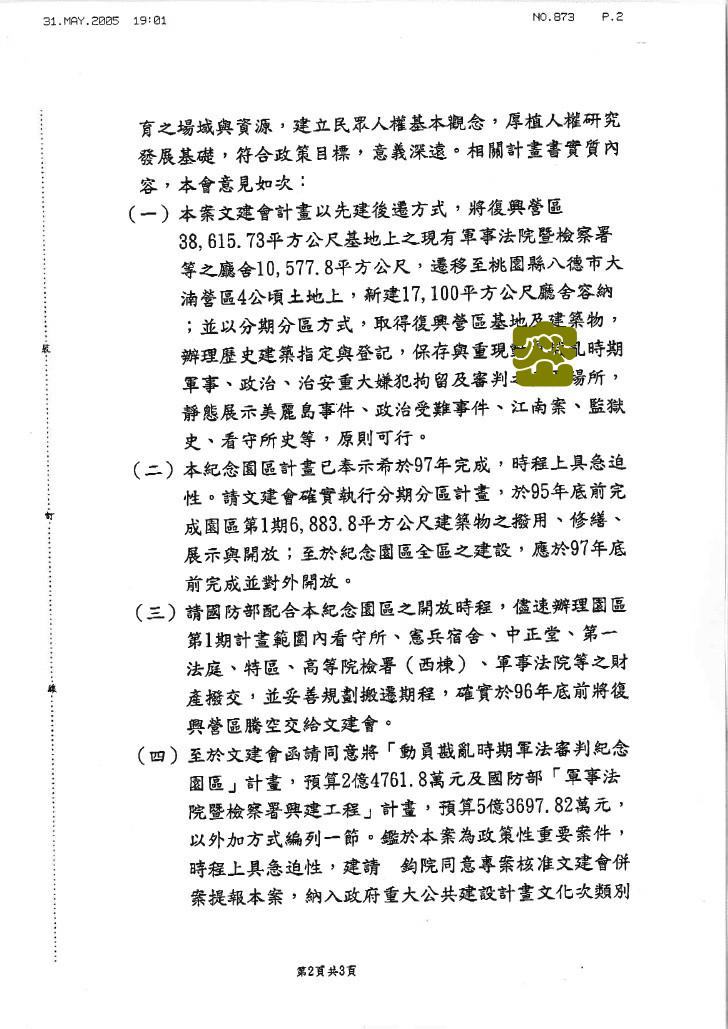 31.MAY.2005 19:01 NO.873 P.2
育之場域與資源，建立民眾人權基本觀念，厚植人權研究
發展基礎，符合政策目標，意義深遠。相關計畫書實質內
容，本會意見如次：
(一)本案文建會計畫以先建後遷方式，將復興營區
38,615.73平方公尺基地上之現有軍事法院暨檢察署
等之廳舍10,577.8平方公尺，遷移至桃園縣八德市大
湳營區4公頃土地上，新建17,100平方公尺廳舍容納
；並以分期分區方式，取得復興營區基地及建築物，
辦理歷史建築指定與登記，保存與重現 亂時期
軍事、政治、治安重大嫌犯拘留及審判 場所，
靜態展示美麗島事件、政治受難事件、江南案、監獄
史、看守所史等，原則可行。
(二)本紀念園區計畫已奉示希於97年完成，時程上具急迫
性。請文建會確實執行分期分區計畫，於95年底前完
成園區第1期6,883.8平方公尺建築物之撥用、修繕、
展示與開放；至於紀念園區全區之建設，應於97年底
前完成並對外開放。
(三)請國防部配合本紀念園區之開放時程，儘速辦理園區
第1期計畫範圍內看守所、憲兵宿舍、中正堂、第一
法庭、特區、高等院檢署(西棟)、軍事法院等之財
產撥交，並妥善規劃搬遷期程，確實於96年底前將復
興營區騰空交給文建會。
(四)至於文建會函請同意將「動員戡亂時期軍法審判紀念
園區」計畫，預算2億4761.8萬元及國防部「軍事法
院暨檢察署興建工程」計畫，預算5億3697.82萬元，
以外加方式編列一節。鑑於本案為政策性重要案件，
時程上具急迫性，建請 鈞院同意專案核准文建會併
案提報本案，納入政府重大公共建設計畫文化次類別
裝
訂
線
第2頁共3頁